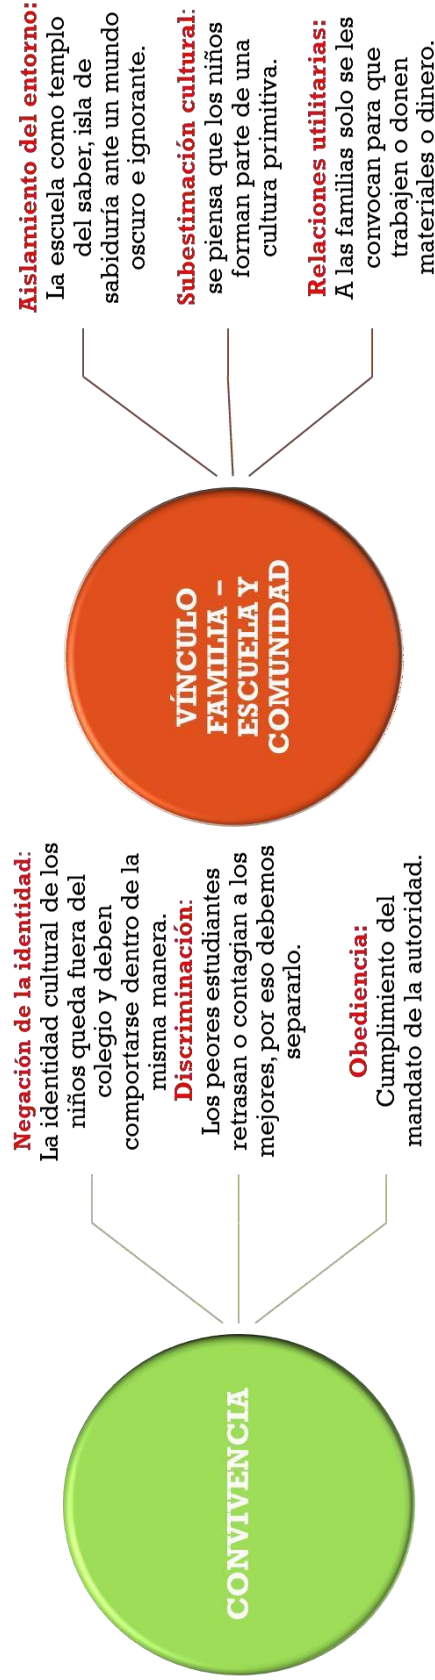 CONVIVENCIA
Negación de la identidad:
La identidad cultural de los
niños queda fuera del
colegio y deben
comportarse dentro de la
misma manera.
Discriminación:
Los peores estudiantes
retrasan o contagian a los
mejores, por eso debemos
separarlo.
Obediencia:
Cumplimiento del
mandato de la autoridad.
VÍNCULO
FAMILIA –
ESCUELA Y
COMUNIDAD
Aislamiento del entorno:
La escuela como templo
del saber, isla de
sabiduría ante un mundo
oscuro e ignorante.
Subestimación cultural:
se piensa que los niños
forman parte de una
cultura primitiva.
Relaciones utilitarias:
A las familias solo se les
convocan para que
trabajen o donen
materiales o dinero.